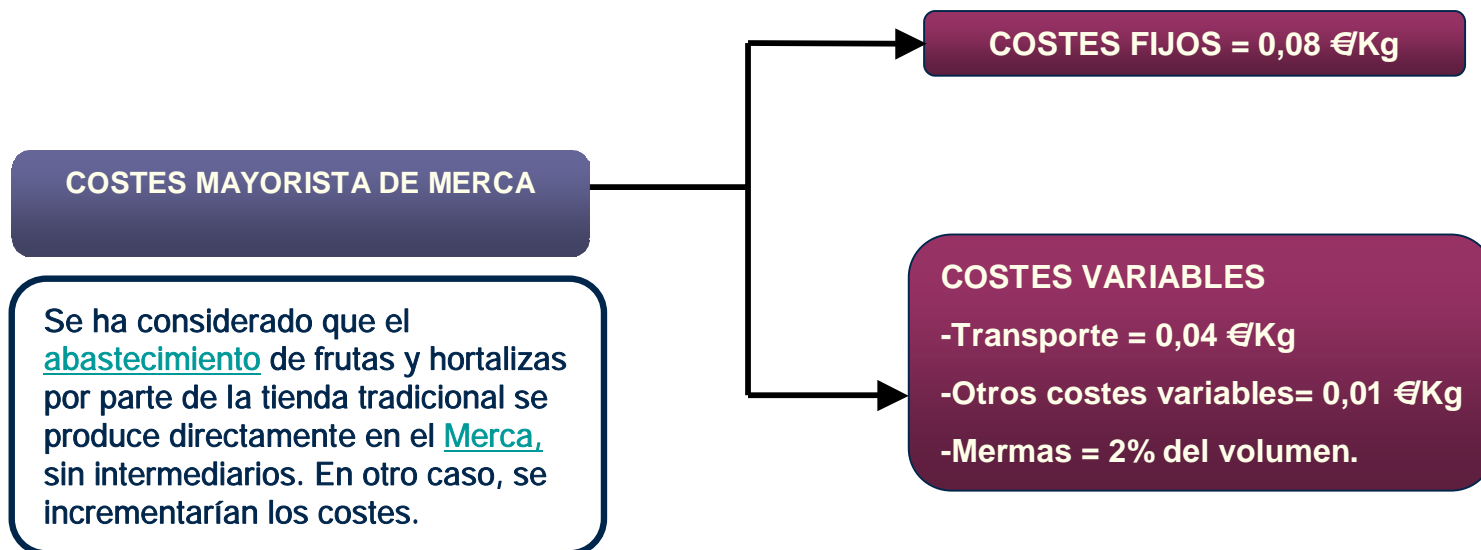 COSTES FIJOS = 0,08 €/Kg
COSTES MAYORISTA DE MERCA
Se ha considerado que el
abastecimiento de frutas y hortalizas
por parte de la tienda tradicional se
produce directamente en el Merca,
sin intermediarios. En otro caso, se
incrementarían los costes.
COSTES VARIABLES
-Transporte = 0,04 €/Kg
-Otros costes variables= 0,01 €/Kg
-Mermas = 2% del volumen.